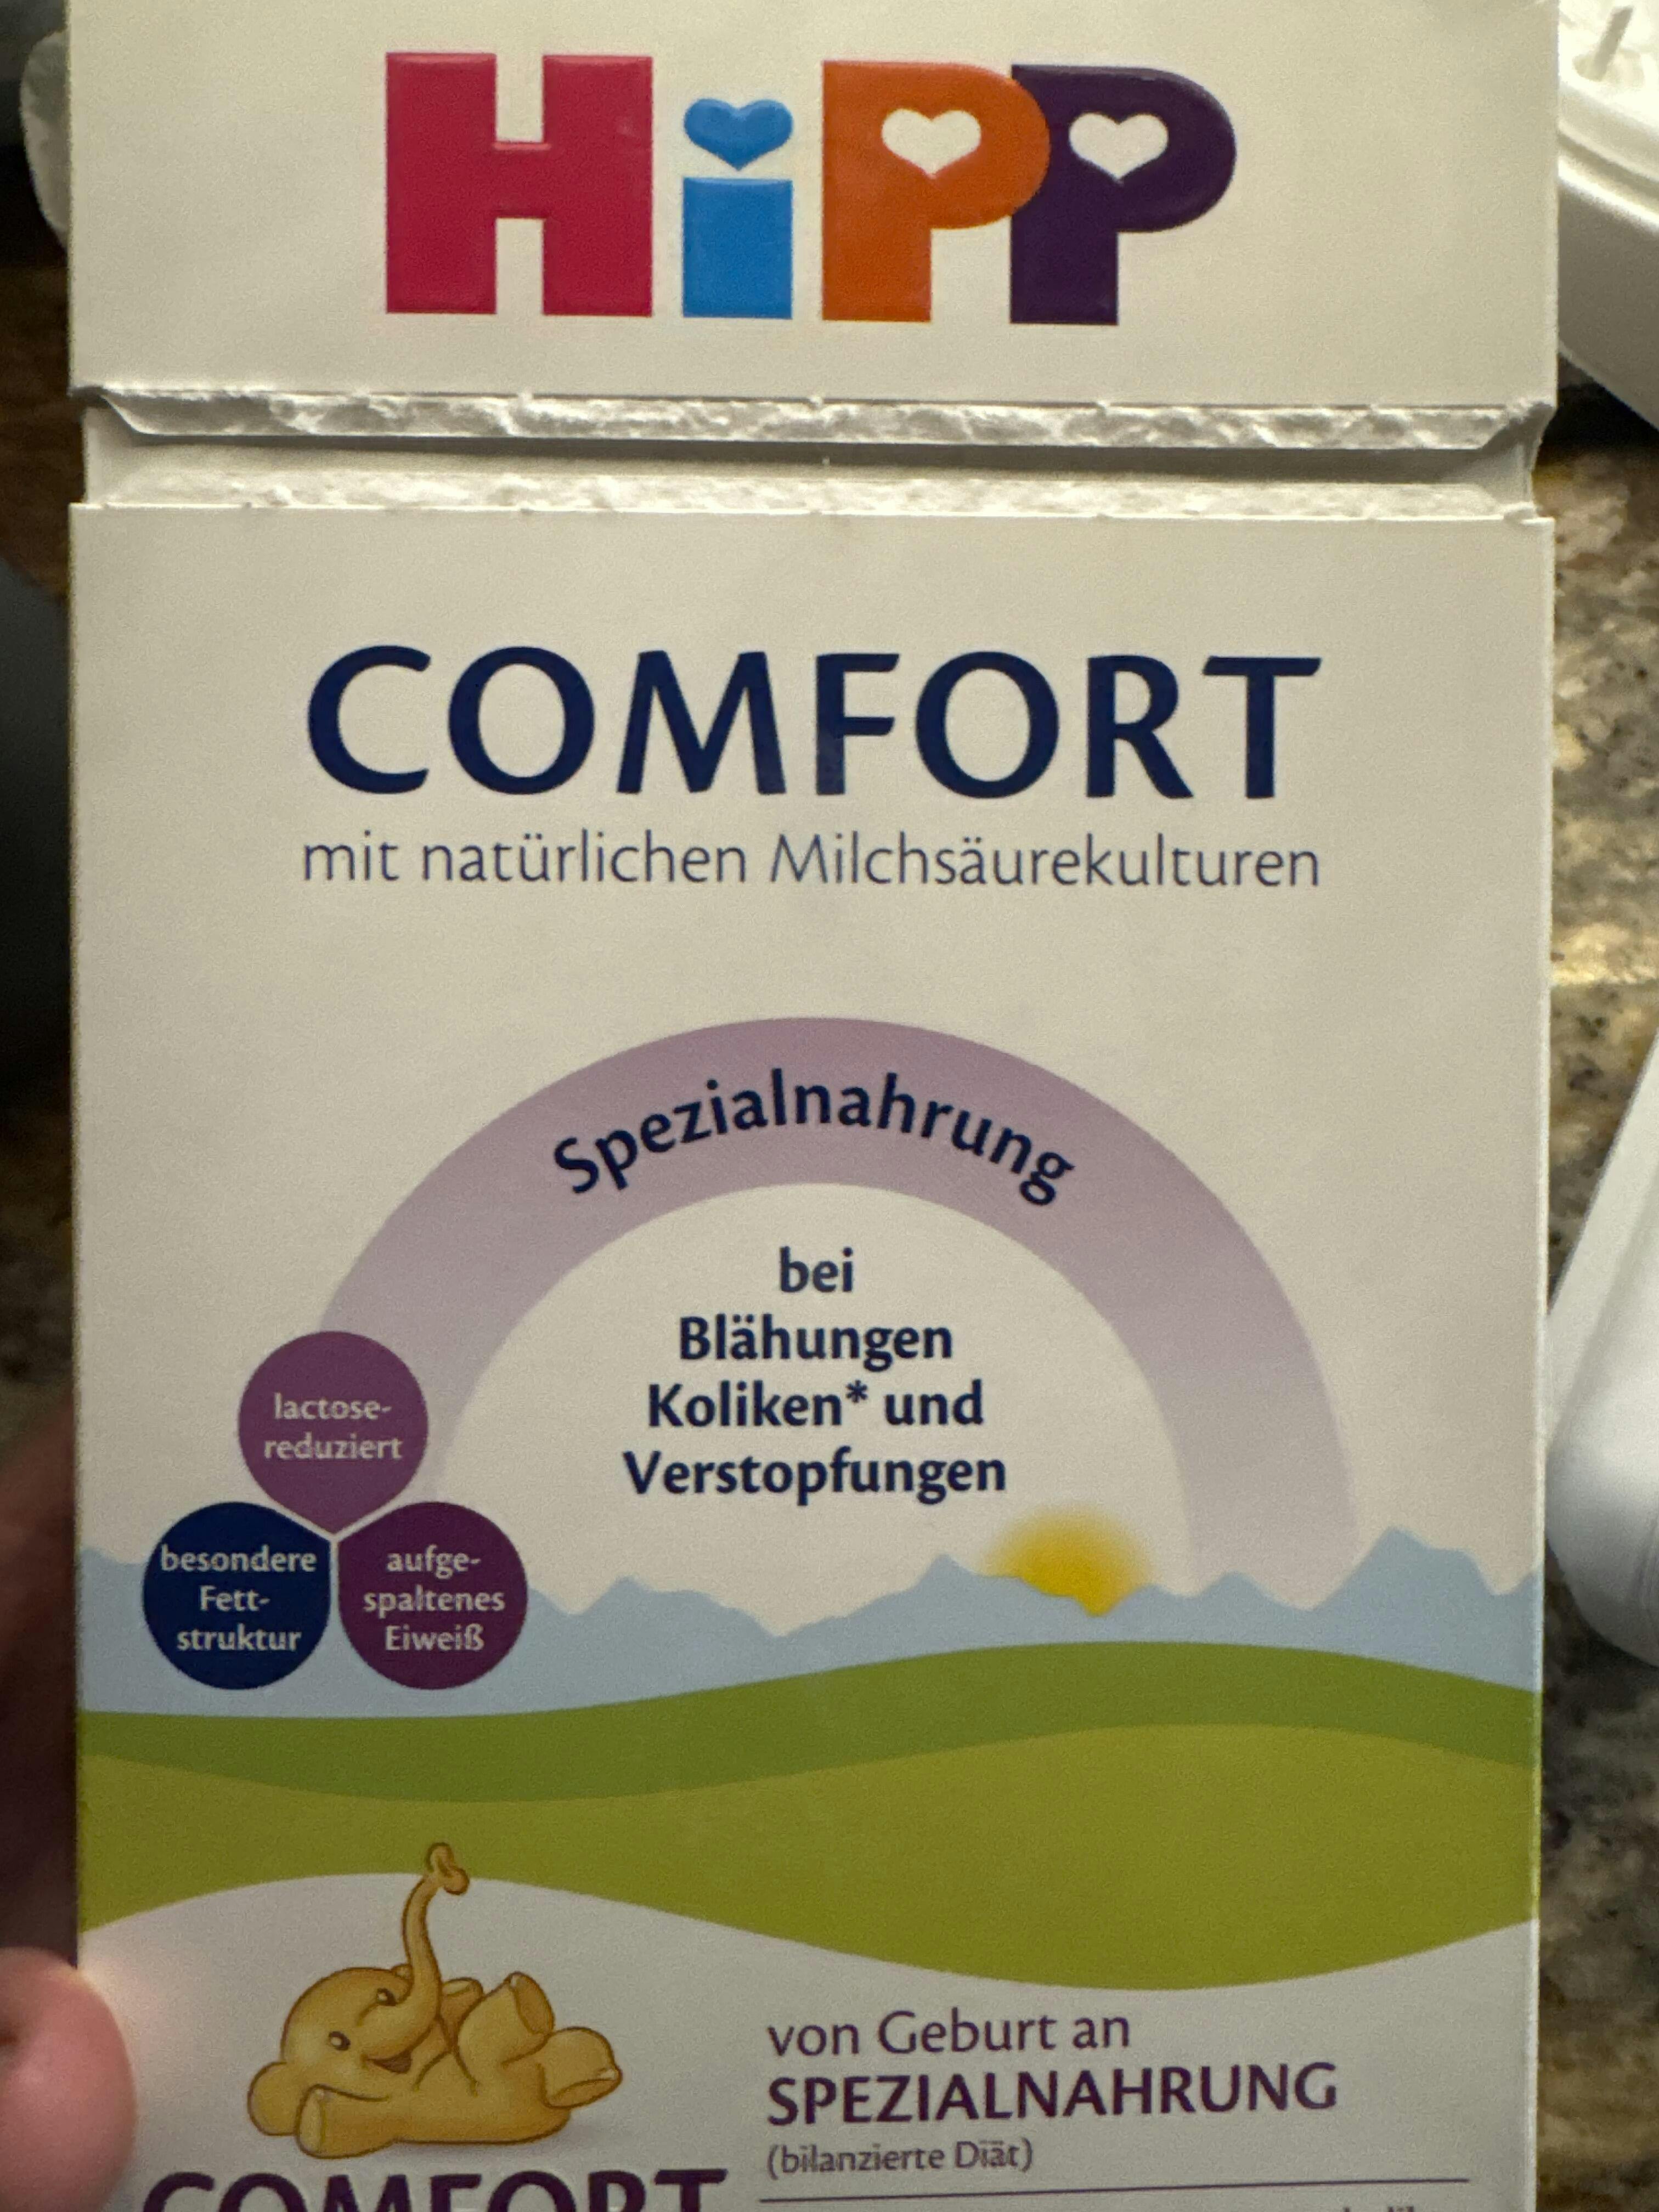 HiPP
COMFORT
mit natürlichen Milchsäurekulturen
Spezialnahrung
bei
Blähungen
Koliken* und
Verstopfungen
lactose-
reduziert
besondere
Fett-
struktur
aufge-
spaltenes
Eiweiß
von Geburt an
SPEZIALNAHRUNG
(bilanzierte Diät)
COMFORT